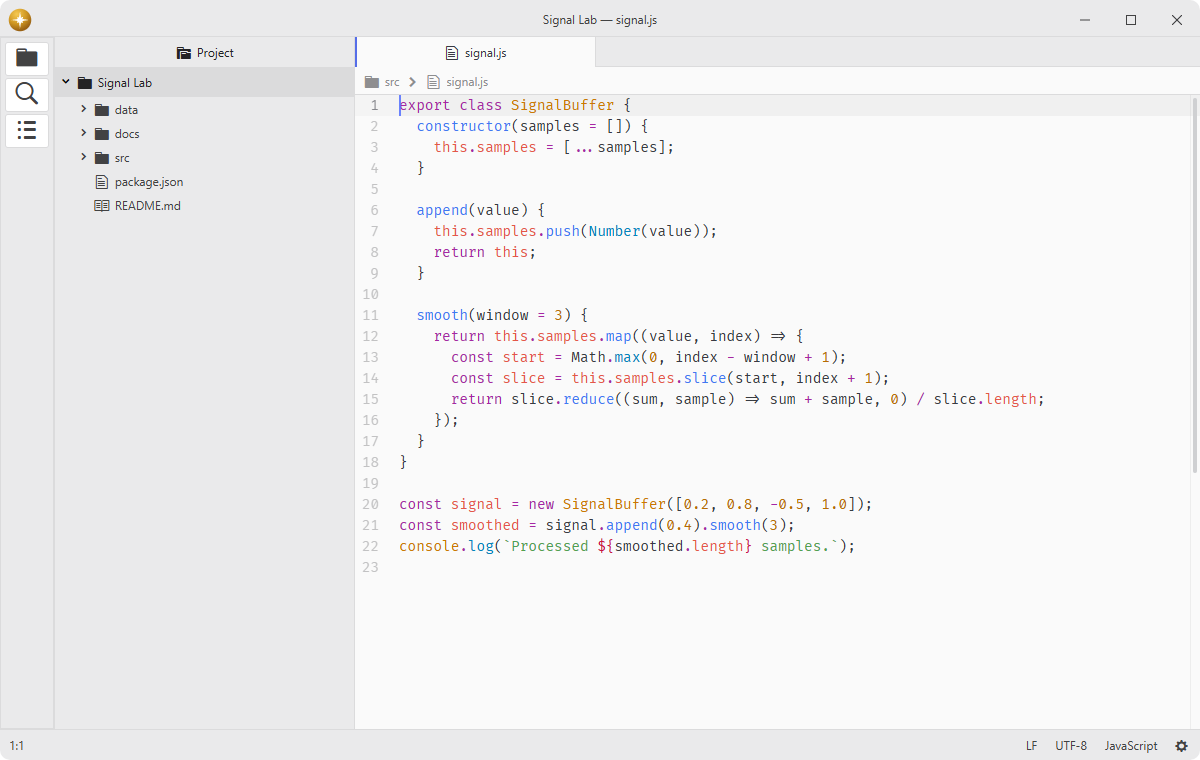 Signal Lab — signal.js
Project
signal.js
Signal Lab
src
signal.js
data
docs
src
package.json
README.md
1 export class SignalBuffer {
2   constructor(samples = []) {
3     this.samples = [...samples];
4   }
5
6   append(value) {
7     this.samples.push(Number(value));
8     return this;
9   }
10
11   smooth(window = 3) {
12     return this.samples.map((value, index) => {
13       const start = Math.max(0, index - window + 1);
14       const slice = this.samples.slice(start, index + 1);
15       return slice.reduce((sum, sample) => sum + sample, 0) / slice.length;
16     });
17   }
18 }
19
20 const signal = new SignalBuffer([0.2, 0.8, -0.5, 1.0]);
21 const smoothed = signal.append(0.4).smooth(3);
22 console.log(`Processed ${smoothed.length} samples.`);
23
1:1
LF UTF-8 JavaScript